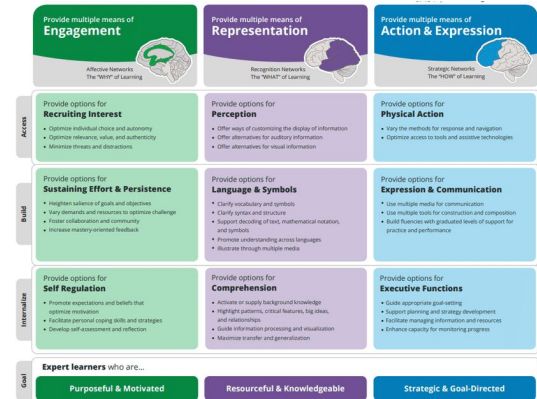 Provide multiple means of
Engagement
Affective Networks
The "WHY" of Learning
Provide multiple means of
Representation
Recognition Networks
The "WHAT" of Learning
Provide multiple means of
Action & Expression
Strategic Networks
The "HOW" of Learning
Access
Provide options for
Recruiting Interest
• Optimize individual choice and autonomy
• Optimize relevance, value, and authenticity
• Minimize threats and distractions
Provide options for
Perception
• Offer ways of customizing the display of information
• Offer alternatives for auditory information
• Offer alternatives for visual information
Provide options for
Physical Action
• Vary the methods for response and navigation
• Optimize access to tools and assistive technologies
Build
Provide options for
Sustaining Effort & Persistence
• Heighten salience of goals and objectives
• Vary demands and resources to optimize challenge
• Foster collaboration and community
• Increase mastery-oriented feedback
Provide options for
Language & Symbols
• Clarify vocabulary and symbols
• Clarify syntax and structure
• Support decoding of text, mathematical notation,
and symbols
• Promote understanding across languages
• Illustrate through multiple media
Provide options for
Expression & Communication
• Use multiple media for communication
• Use multiple tools for construction and composition
• Build fluencies with graduated levels of support for
practice and performance
Internalize
Provide options for
Self Regulation
• Promote expectations and beliefs that
optimize motivation
• Facilitate personal coping skills and strategies
• Develop self-assessment and reflection
Provide options for
Comprehension
• Activate or supply background knowledge
• Highlight patterns, critical features, big ideas,
and relationships
• Guide information processing and visualization
• Maximize transfer and generalization
Provide options for
Executive Functions
• Guide appropriate goal-setting
• Support planning and strategy development
• Facilitate managing information and resources
• Enhance capacity for monitoring progress
Goal
Expert learners who are...
Purposeful & Motivated
Resourceful & Knowledgeable
Strategic & Goal-Directed